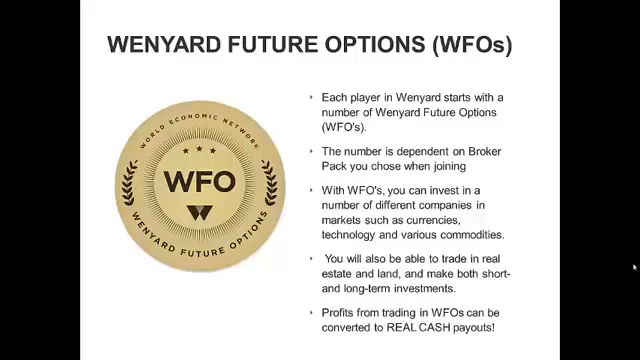 WENYARD FUTURE OPTIONS (WFOs)
WORLD ECONOMIC NETWORK
WFO
WENYARD FUTURE OPTIONS
Each player in Wenyard starts with a
number of Wenyard Future Options
(WFO's).
The number is dependent on Broker
Pack you chose when joining
With WFO's, you can invest in a
number of different companies in
markets such as currencies,
technology and various commodities.
You will also be able to trade in real
estate and land, and make both short-
and long-term investments.
Profits from trading in WFOs can be
converted to REAL CASH payouts!